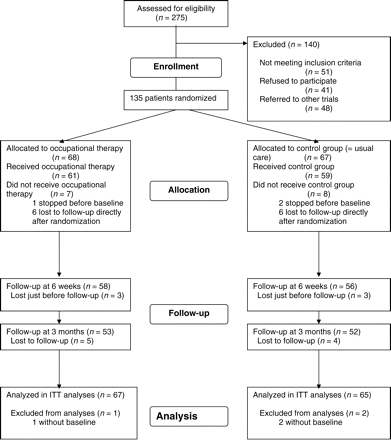 Assessed for eligibility
(n = 275)
Excluded (n = 140)
Not meeting inclusion criteria
(n = 51)
Refused to participate
(n = 41)
Referred to other trials
(n = 48)
Enrollment
135 patients randomized
Allocated to occupational therapy
(n = 68)
Received occupational therapy
(n = 61)
Did not receive occupational
therapy (n = 7)
1 stopped before baseline
6 lost to follow-up directly
after randomization
Allocation
Allocated to control group (= usual
care) (n = 67)
Received control group
(n = 59)
Did not receive control group
(n = 8)
2 stopped before baseline
6 lost to follow-up directly
after randomization
Follow-up at 6 weeks (n = 58)
Lost just before follow-up (n = 3)
Follow-up at 6 weeks (n = 56)
Lost just before follow-up (n = 3)
Follow-up
Follow-up at 3 months (n = 53)
Lost to follow-up (n = 5)
Follow-up at 3 months (n = 52)
Lost to follow-up (n = 4)
Analyzed in ITT analyses (n = 67)
Excluded from analyses (n = 1)
1 without baseline
Analysis
Analyzed in ITT analyses (n = 65)
Excluded from analyses (n = 2)
2 without baseline